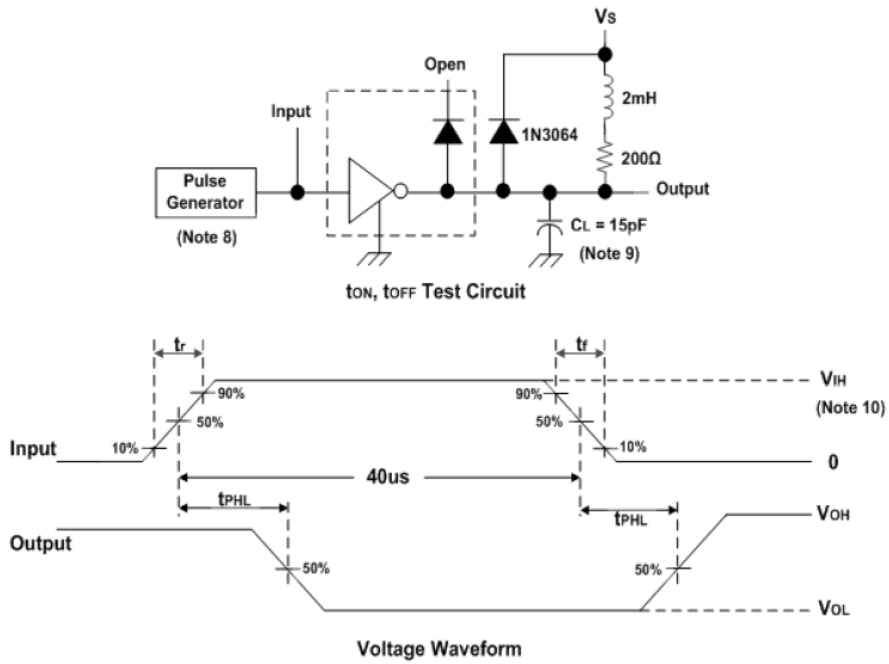 Vs
Open
2mH
Input
1N3064
200Ω
Pulse
Generator
Output
(Note 8)
CL = 15pF
(Note 9)
tON, tOFF Test Circuit
tr
tf
90%
90%
VIH
(Note 10)
50%
50%
Input
10%
10%
0
40us
tPHL
tPHL
VOH
Output
50%
50%
VOL
Voltage Waveform